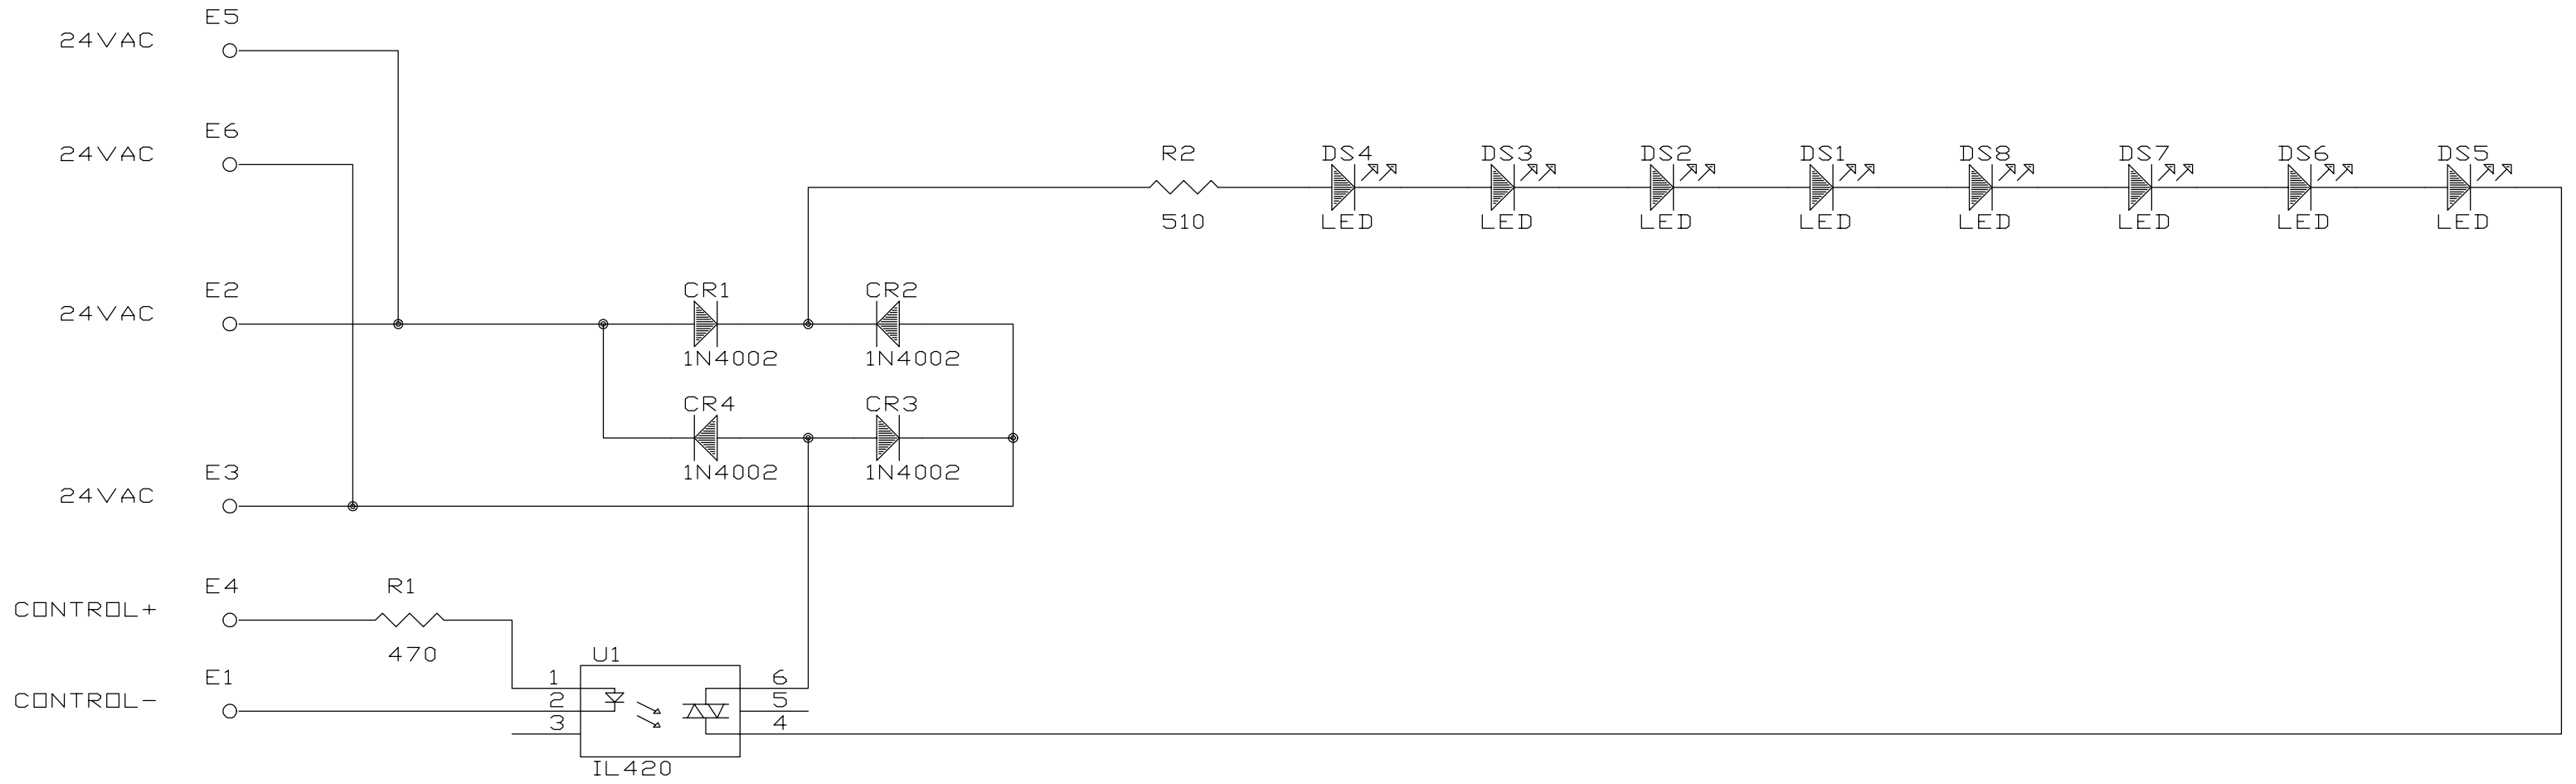 E5
24VAC
E6
24VAC
R2 DS4 DS3 DS2 DS1 DS8 DS7 DS6 DS5
510 LED LED LED LED LED LED LED LED
E2 CR1 CR2
24VAC
1N4002 1N4002
CR4 CR3
E3 1N4002 1N4002
24VAC
E4 R1
CONTROL+
470 U1
E1 1 6
CONTROL- 2 5
3 4
IL420